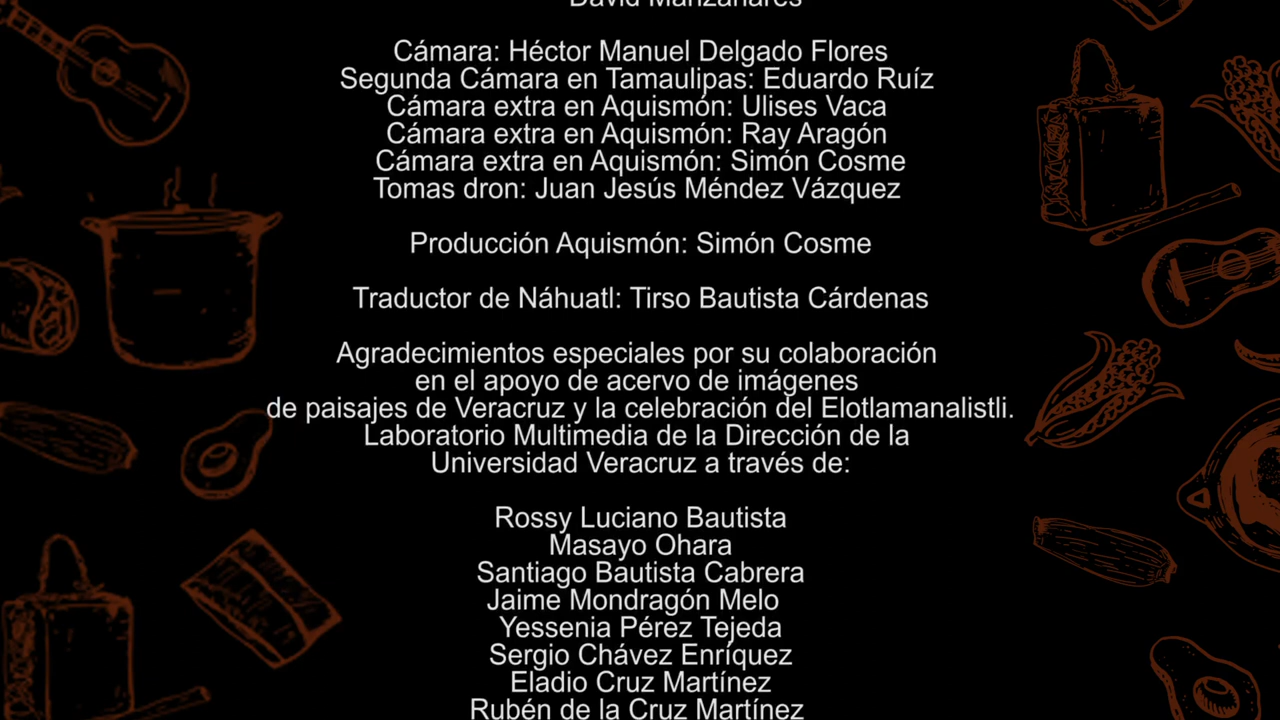 David Manzanares
Cámara: Héctor Manuel Delgado Flores
Segunda Cámara en Tamaulipas: Eduardo Ruíz
Cámara extra en Aquismón: Ulises Vaca
Cámara extra en Aquismón: Ray Aragón
Cámara extra en Aquismón: Simón Cosme
Tomas dron: Juan Jesús Méndez Vázquez
Producción Aquismón: Simón Cosme
Traductor de Náhuatl: Tirso Bautista Cárdenas
Agradecimientos especiales por su colaboración
en el apoyo de acervo de imágenes
de paisajes de Veracruz y la celebración del Elotlamanalistli.
Laboratorio Multimedia de la Dirección de la
Universidad Veracruz a través de:
Rossy Luciano Bautista
Masayo Ohara
Santiago Bautista Cabrera
Jaime Mondragón Melo
Yessenia Pérez Tejeda
Sergio Chávez Enríquez
Eladio Cruz Martínez
Rubén de la Cruz Martínez